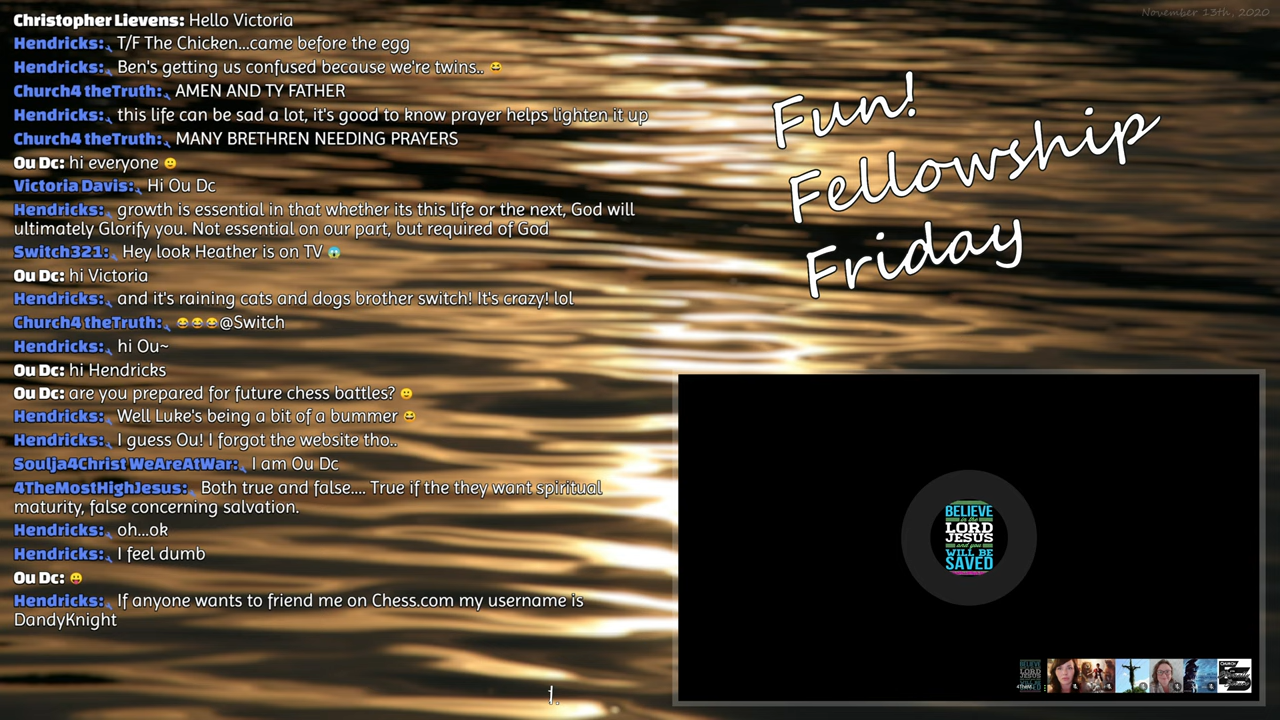 November 13th, 2020
Christopher Lievens: Hello Victoria
Hendricks: T/F The Chicken...came before the egg
Hendricks: Ben's getting us confused because we're twins.. 😆
Church4 theTruth: AMEN AND TY FATHER
Hendricks: this life can be sad a lot, it's good to know prayer helps lighten it up
Church4 theTruth: MANY BRETHREN NEEDING PRAYERS
Ou Dc: hi everyone 🙂
Victoria Davis: Hi Ou Dc
Hendricks: growth is essential in that whether its this life or the next, God will
ultimately Glorify you. Not essential on our part, but required of God
Switch321: Hey look Heather is on TV 😱
Ou Dc: hi Victoria
Hendricks: and it's raining cats and dogs brother switch! It's crazy! lol
Church4 theTruth: 😂😂😂@Switch
Hendricks: hi Ou~
Ou Dc: hi Hendricks
Ou Dc: are you prepared for future chess battles? 🙂
Hendricks: Well Luke's being a bit of a bummer 😆
Hendricks: I guess Ou! I forgot the website tho..
Soulja4Christ WeAreAtWar: I am Ou Dc
4TheMostHighJesus: Both true and false.... True if the they want spiritual
maturity, false concerning salvation.
Hendricks: oh...ok
Hendricks: I feel dumb
Ou Dc: 😛
Hendricks: If anyone wants to friend me on Chess.com my username is
DandyKnight
Fun!
Fellowship
Friday
BELIEVE
in the
LORD
JESUS
and you
WILL BE
SAVED